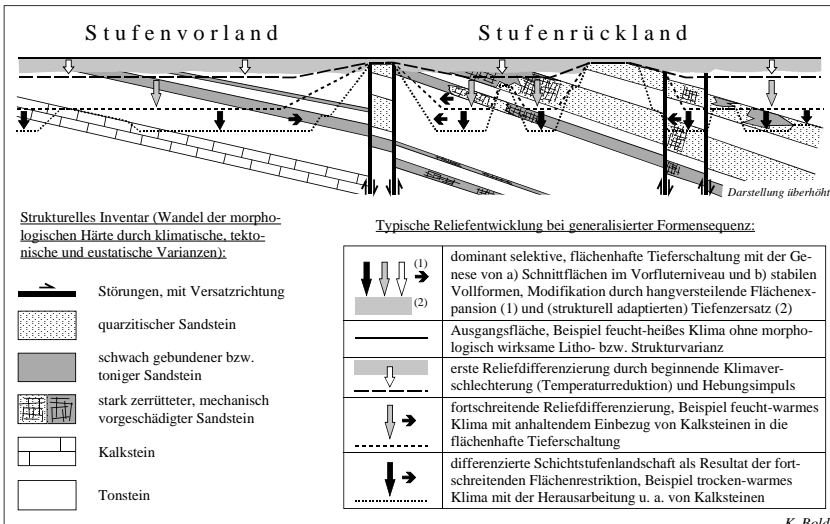 Stufenvorland Stufenrückland
Darstellung überhöht
Strukturelles Inventar (Wandel der morpho-
logischen Härte durch klimatische, tekto-
nische und eustatische Varianzen):
Störungen, mit Versatzrichtung
quarzitischer Sandstein
schwach gebundener bzw.
toniger Sandstein
stark zerrütteter, mechanisch
vorgeschädigter Sandstein
Kalkstein
Tonstein
Typische Reliefentwicklung bei generalisierter Formensequenz:
(1)
(2)
dominant selektive, flächenhafte Tieferschaltung mit der Ge-
nese von a) Schnittflächen im Vorfluterniveau und b) stabilen
Vollformen, Modifikation durch hangversteilende Flächenex-
pansion (1) und (strukturell adaptierten) Tiefenzersatz (2)
Ausgangsfläche, Beispiel feucht-heißes Klima ohne morpho-
logisch wirksame Litho- bzw. Strukturvarianz
erste Reliefdifferenzierung durch beginnende Klimaver-
schlechterung (Temperaturreduktion) und Hebungsimpuls
fortschreitende Reliefdifferenzierung, Beispiel feucht-warmes
Klima mit anhaltendem Einbezug von Kalksteinen in die
flächenhafte Tieferschaltung
differenzierte Schichtstufenlandschaft als Resultat der fort-
schreitenden Flächenrestriktion, Beispiel trocken-warmes
Klima mit der Herausarbeitung u. a. von Kalksteinen